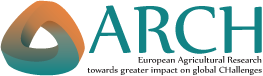 ARCH
European Agricultural Research
towards greater impact on global CHallenges